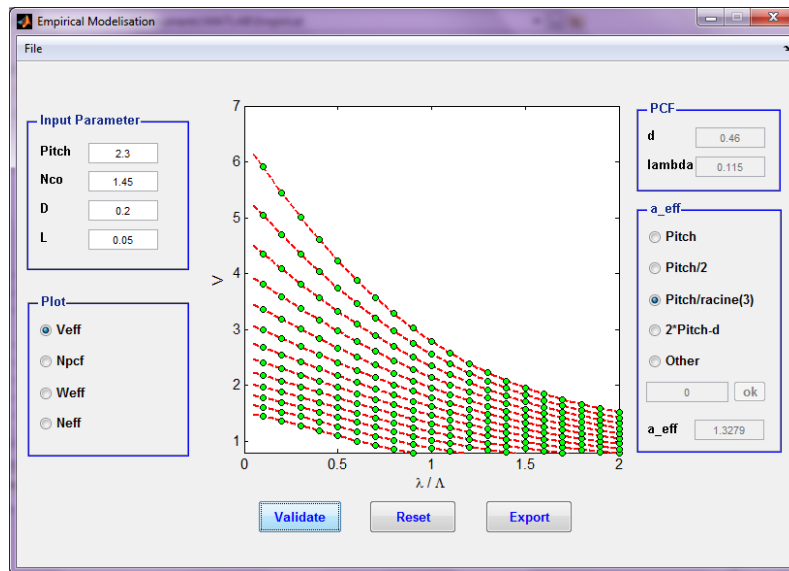 Empirical Modelisation
File
Input Parameter
Pitch 2.3
Nco 1.45
D 0.2
L 0.05
Plot
Veff
Npcf
Weff
Neff
7
6
5
4
3
2
1
V
0 0.5 1 1.5 2
λ / Λ
Validate Reset Export
PCF
d 0.46
lambda 0.115
a_eff
Pitch
Pitch/2
Pitch/racine(3)
2*Pitch-d
Other
0 ok
a_eff 1.3279